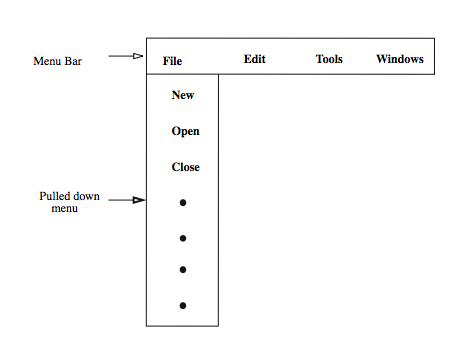 Menu Bar
File Edit Tools Windows
New
Open
Close
Pulled down
menu